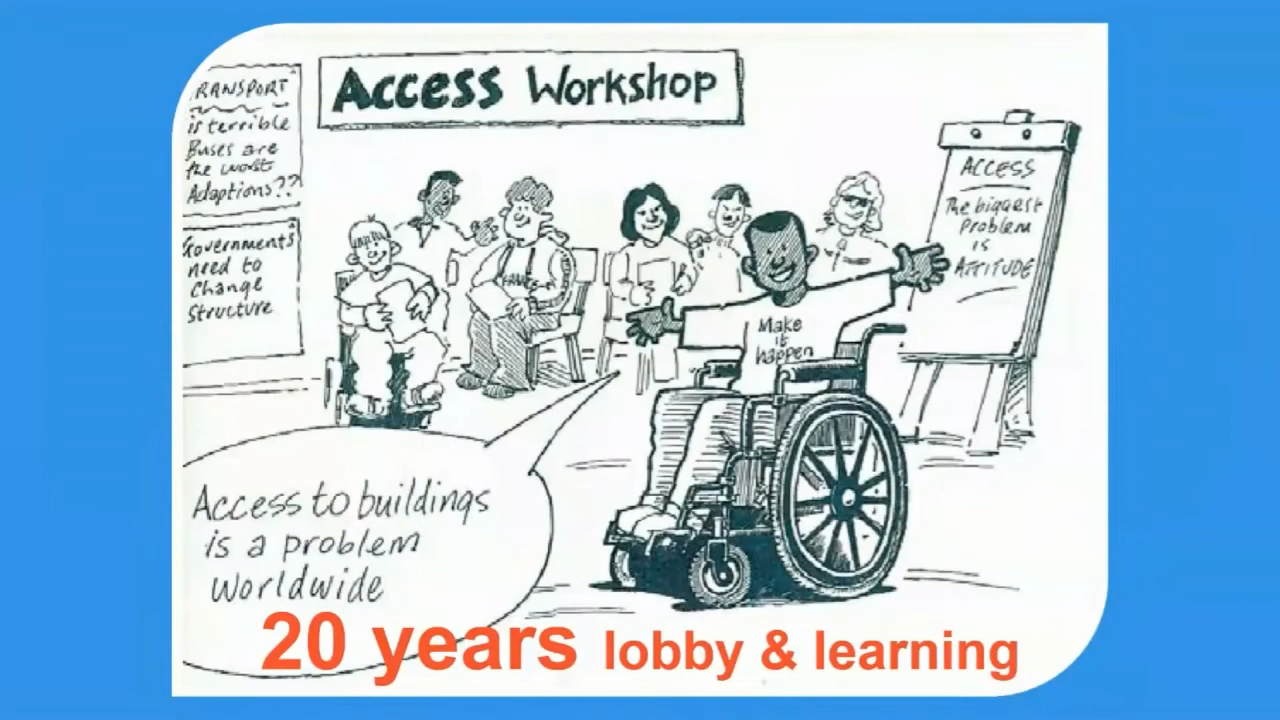 Access Workshop
TRANSPORT
is terrible
Buses are
the worst
Adaptions??
Governments
need to
change
structure
ACCESS
The biggest
Problem
is
ATTITUDE
Make
it
happen
Access to buildings
is a problem
worldwide
20 years lobby & learning